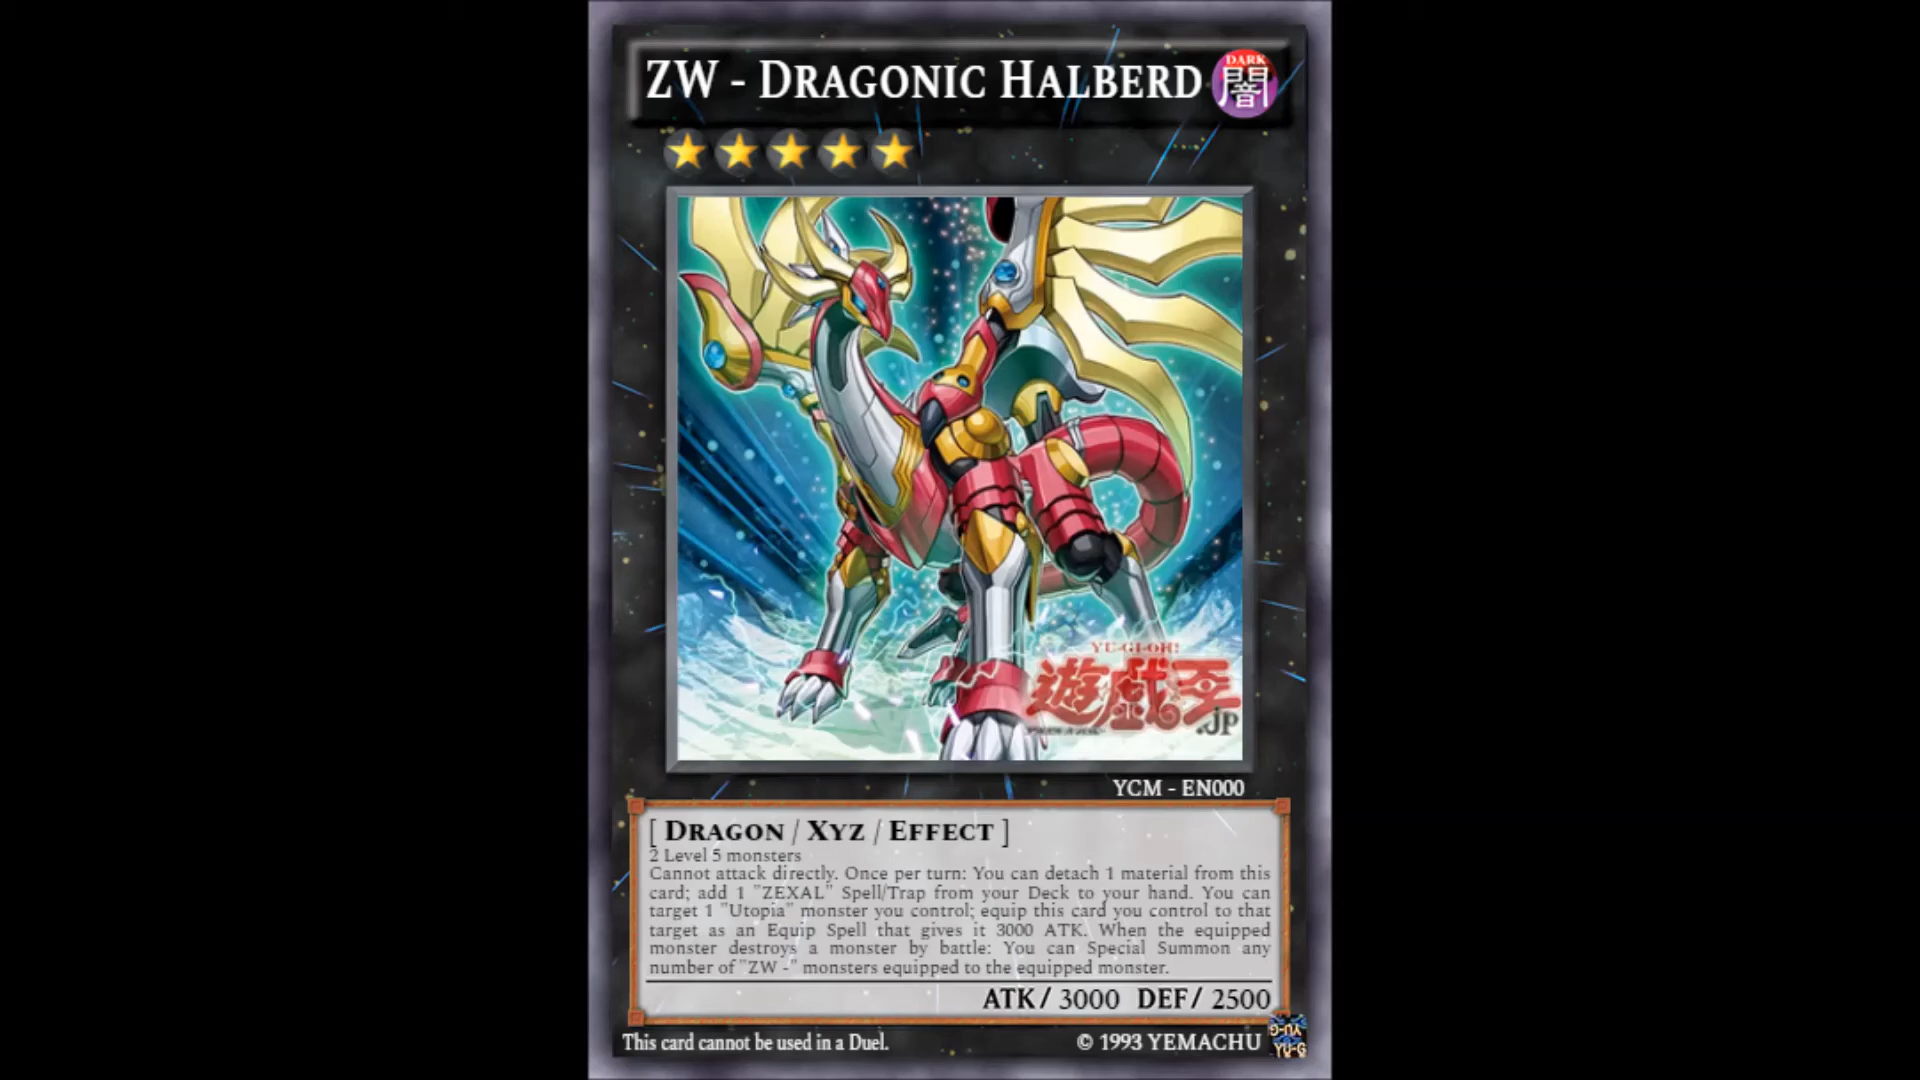 ZW - DRAGONIC HALBERD
DARK
闇
YU-GI-OH!
遊戯王
.JP
YCM - EN000
[ DRAGON / XYZ / EFFECT ]
2 Level 5 monsters
Cannot attack directly. Once per turn: You can detach 1 material from this
card; add 1 "ZEXAL" Spell/Trap from your Deck to your hand. You can
target 1 "Utopia" monster you control; equip this card you control to that
target as an Equip Spell that gives it 3000 ATK. When the equipped
monster destroys a monster by battle: You can Special Summon any
number of "ZW -" monsters equipped to the equipped monster.
ATK / 3000 DEF / 2500
This card cannot be used in a Duel.
© 1993 YEMACHU